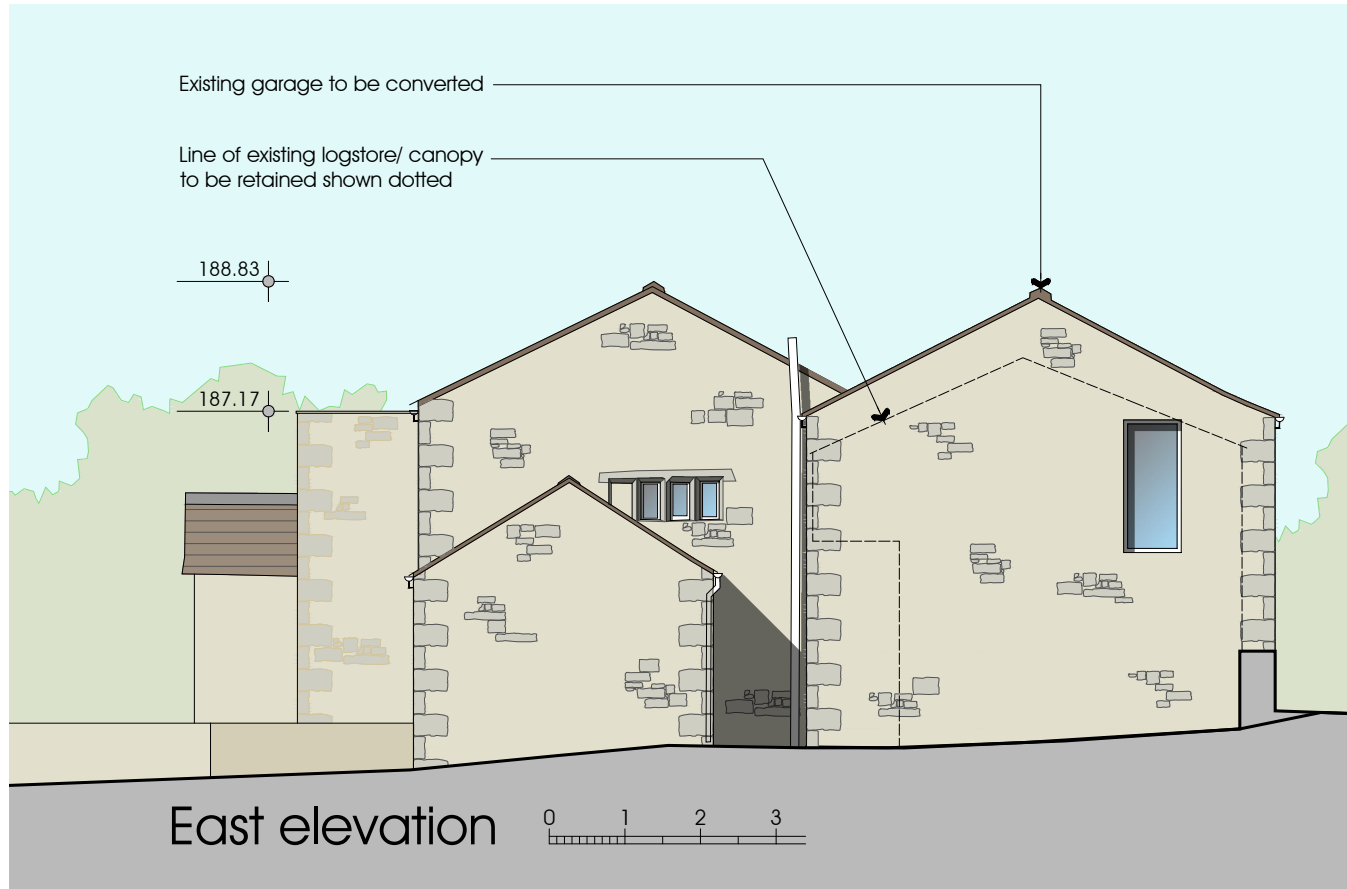 Existing garage to be converted
Line of existing logstore/ canopy
to be retained shown dotted
188.83
187.17
East elevation
0 1 2 3